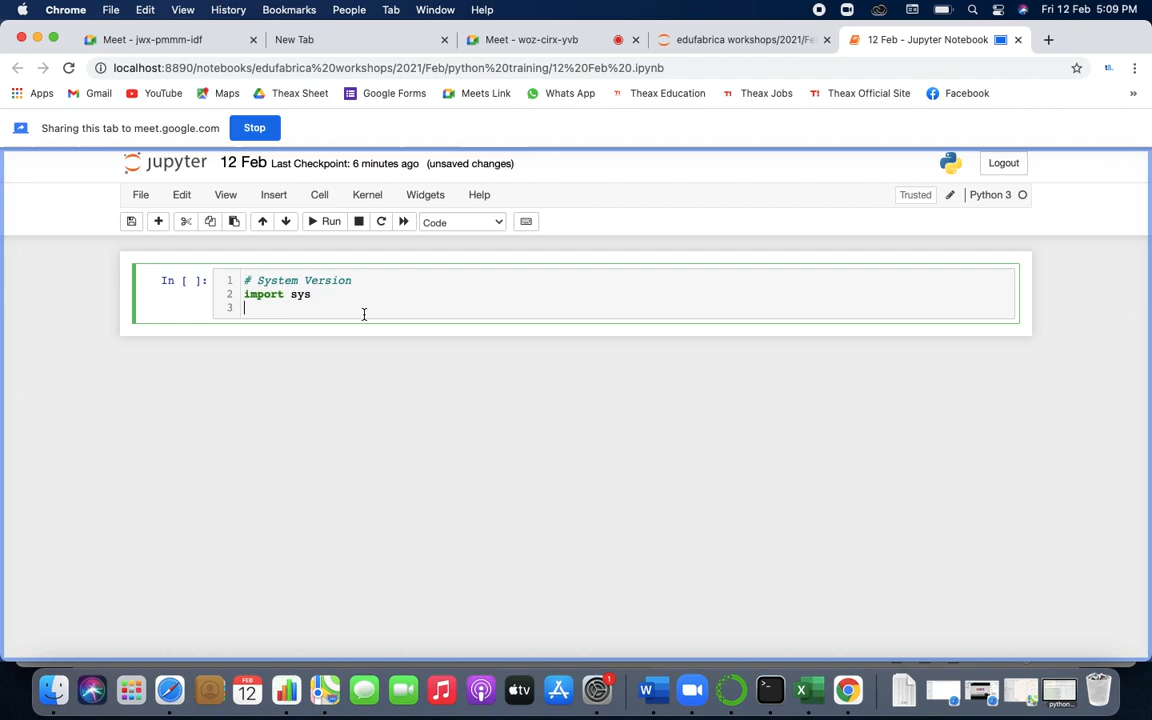 Chrome File Edit View History Bookmarks People Tab Window Help Fri 12 Feb 5:09 PM
Meet - jwx-pmmm-idf New Tab Meet - woz-cirx-yvb edufabrica workshops/2021/Fe 12 Feb - Jupyter Notebook
localhost:8890/notebooks/edufabrica%20workshops/2021/Feb/python%20training/12%20Feb%20.ipynb
Apps Gmail YouTube Maps Theax Sheet Google Forms Meets Link Whats App Theax Education Theax Jobs Theax Official Site Facebook »
Sharing this tab to meet.google.com Stop
jupyter 12 Feb Last Checkpoint: 6 minutes ago (unsaved changes) Logout
File Edit View Insert Cell Kernel Widgets Help Trusted Python 3
Run Code
In [ ]: 1 # System Version
2 import sys
3
FEB
12 tv 1 python...